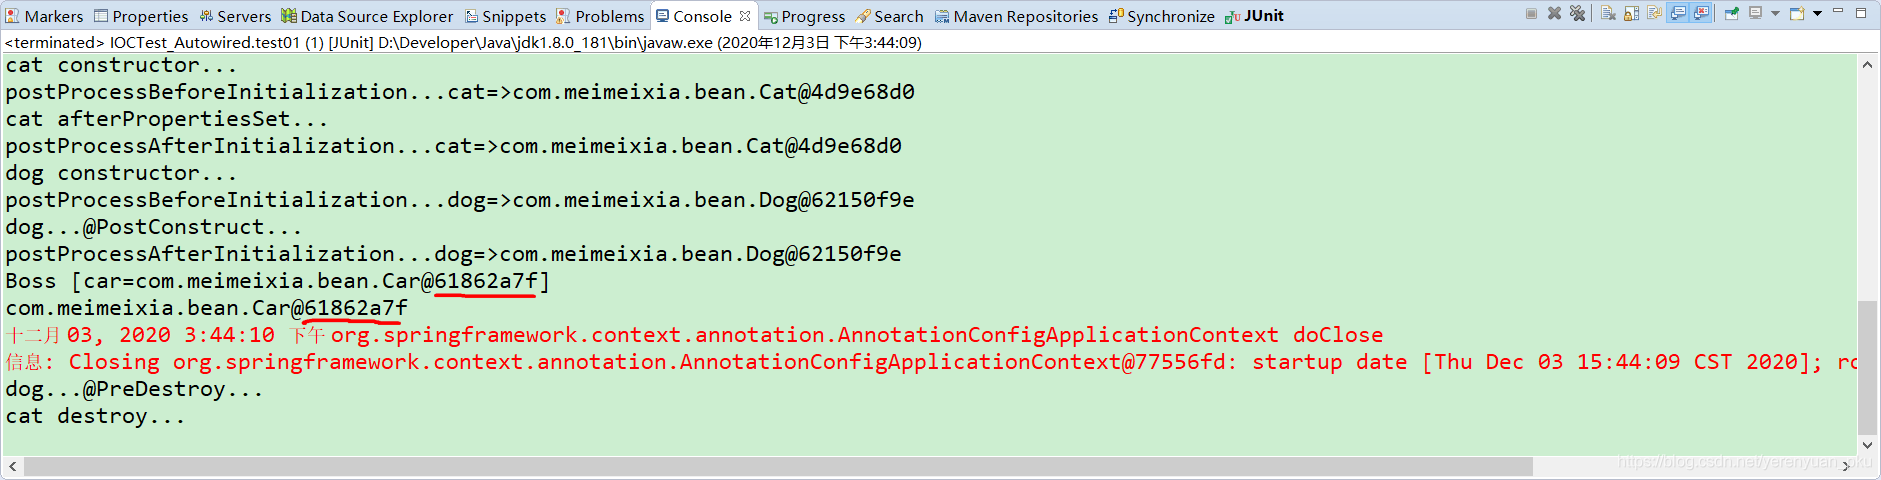 Markers Properties Servers Data Source Explorer Snippets Problems Console Progress Search Maven Repositories Synchronize JUnit
<terminated> IOCTest_Autowired.test01 (1) [JUnit] D:\Developer\Java\jdk1.8.0_181\bin\javaw.exe (2020年12月3日 下午3:44:09)
cat constructor...
postProcessBeforeInitialization...cat=>com.meimeixia.bean.Cat@4d9e68d0
cat afterPropertiesSet...
postProcessAfterInitialization...cat=>com.meimeixia.bean.Cat@4d9e68d0
dog constructor...
postProcessBeforeInitialization...dog=>com.meimeixia.bean.Dog@62150f9e
dog...@PostConstruct...
postProcessAfterInitialization...dog=>com.meimeixia.bean.Dog@62150f9e
Boss [car=com.meimeixia.bean.Car@61862a7f]
com.meimeixia.bean.Car@61862a7f
十二月 03, 2020 3:44:10 下午 org.springframework.context.annotation.AnnotationConfigApplicationContext doClose
信息: Closing org.springframework.context.annotation.AnnotationConfigApplicationContext@77556fd: startup date [Thu Dec 03 15:44:09 CST 2020]; ro
dog...@PreDestroy...
cat destroy...
https://blog.csdn.net/yerenyuan_pku